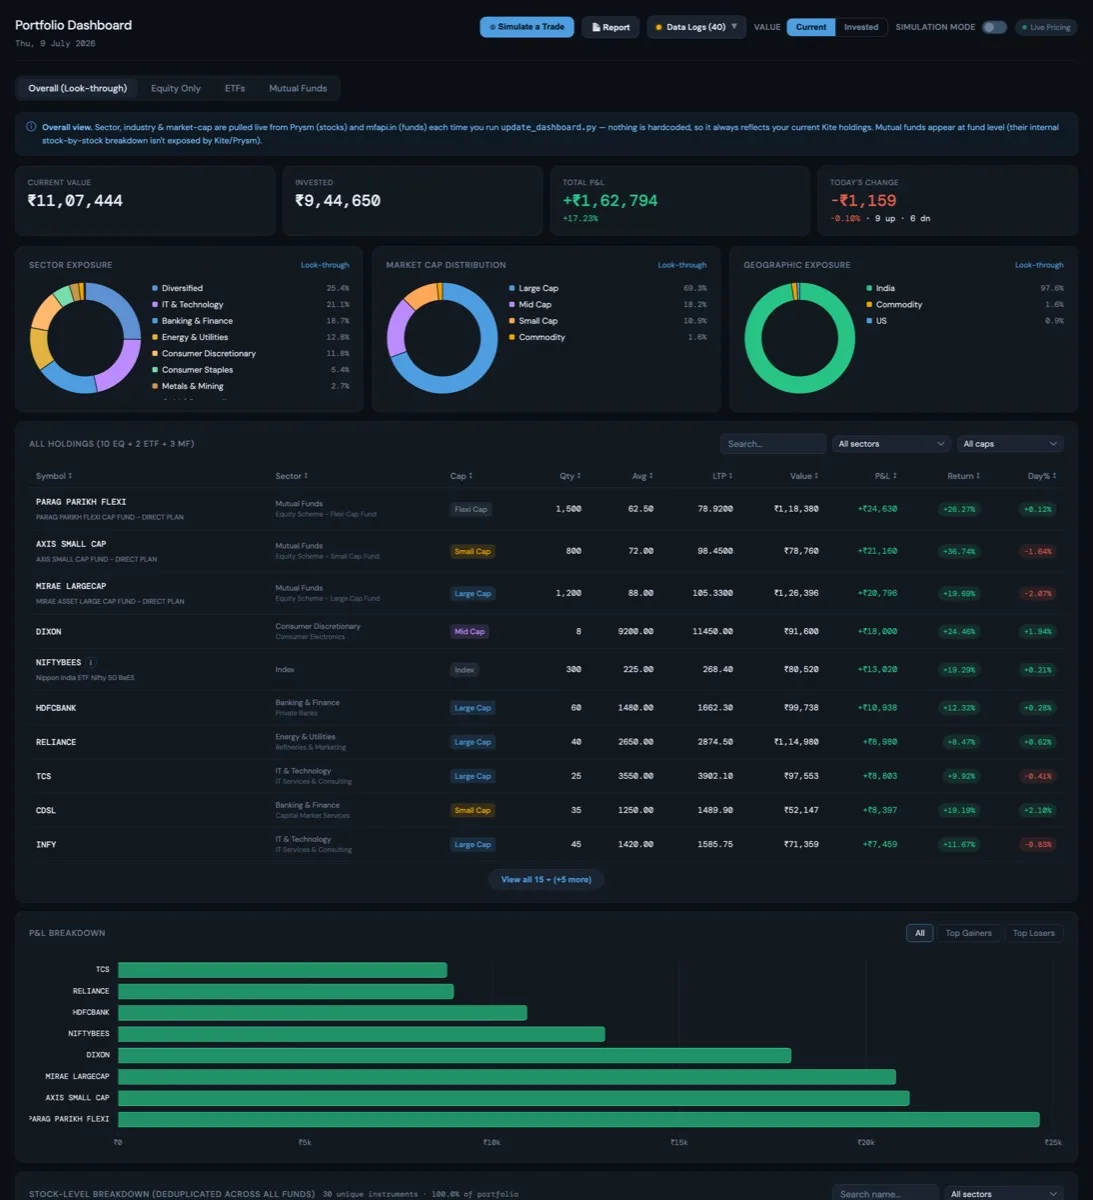 Portfolio Dashboard
Thu, 9 July 2026
Simulate a Trade
Report
Data Logs (40) ▼
VALUE
Current
Invested
SIMULATION MODE
Live Pricing
Overall (Look-through)
Equity Only
ETFs
Mutual Funds
Overall view. Sector, industry & market-cap are pulled live from Prysm (stocks) and mfapi.in (funds) each time you run update_dashboard.py — nothing is hardcoded, so it always reflects your current Kite holdings. Mutual funds appear at fund level (their internal
stock-by-stock breakdown isn't exposed by Kite/Prysm).
CURRENT VALUE
₹11,07,444
INVESTED
₹9,44,650
TOTAL P&L
+₹1,62,794
+17.23%
TODAY'S CHANGE
-₹1,159
-0.10% · 9 up · 6 dn
SECTOR EXPOSURE
Look-through
Diversified 25.4%
IT & Technology 21.1%
Banking & Finance 18.7%
Energy & Utilities 12.8%
Consumer Discretionary 11.8%
Consumer Staples 5.4%
Metals & Mining 2.7%
MARKET CAP DISTRIBUTION
Look-through
Large Cap 69.3%
Mid Cap 18.2%
Small Cap 10.9%
Commodity 1.6%
GEOGRAPHIC EXPOSURE
Look-through
India 97.6%
Commodity 1.6%
US 0.9%
ALL HOLDINGS (10 EQ + 2 ETF + 3 MF)
Search...
All sectors
All caps
Symbol ↕ Sector ↕ Cap ↕ Qty ↕ Avg ↕ LTP ↕ Value ↕ P&L ↕ Return ↕ Day% ↕
PARAG PARIKH FLEXI Mutual Funds Flexi Cap 1,500 62.50 78.9200 ₹1,18,380 +₹24,630 +26.27% +0.12%
PARAG PARIKH FLEXI CAP FUND - DIRECT PLAN Equity Scheme - Flexi Cap Fund
AXIS SMALL CAP Mutual Funds Small Cap 800 72.00 98.4500 ₹78,760 +₹21,160 +36.74% -1.64%
AXIS SMALL CAP FUND - DIRECT PLAN Equity Scheme - Small Cap Fund
MIRAE LARGECAP Mutual Funds Large Cap 1,200 88.00 105.3300 ₹1,26,396 +₹20,796 +19.69% -2.07%
MIRAE ASSET LARGE CAP FUND - DIRECT PLAN Equity Scheme - Large Cap Fund
DIXON Consumer Discretionary Mid Cap 8 9200.00 11450.00 ₹91,600 +₹18,000 +24.46% +1.94%
Consumer Electronics
NIFTYBEES i Index Index 300 225.00 268.40 ₹80,520 +₹13,020 +19.29% +0.21%
Nippon India ETF Nifty 50 BeES
HDFCBANK Banking & Finance Large Cap 60 1480.00 1662.30 ₹99,738 +₹10,938 +12.32% +0.28%
Private Banks
RELIANCE Energy & Utilities Large Cap 40 2650.00 2874.50 ₹1,14,980 +₹8,980 +8.47% +0.62%
Refineries & Marketing
TCS IT & Technology Large Cap 25 3550.00 3902.10 ₹97,553 +₹8,803 +9.92% -0.41%
IT Services & Consulting
CDSL Banking & Finance Small Cap 35 1250.00 1489.90 ₹52,147 +₹8,397 +19.19% +2.10%
Capital Market Services
INFY IT & Technology Large Cap 45 1420.00 1585.75 ₹71,359 +₹7,459 +11.67% -0.83%
IT Services & Consulting
View all 15 ▾ (+5 more)
P&L BREAKDOWN
All
Top Gainers
Top Losers
TCS
RELIANCE
HDFCBANK
NIFTYBEES
DIXON
MIRAE LARGECAP
AXIS SMALL CAP
PARAG PARIKH FLEXI
₹0 ₹5k ₹10k ₹15k ₹20k ₹25k
STOCK-LEVEL BREAKDOWN (DEDUPLICATED ACROSS ALL FUNDS) 30 unique instruments · 100.0% of portfolio
Search name...
All sectors